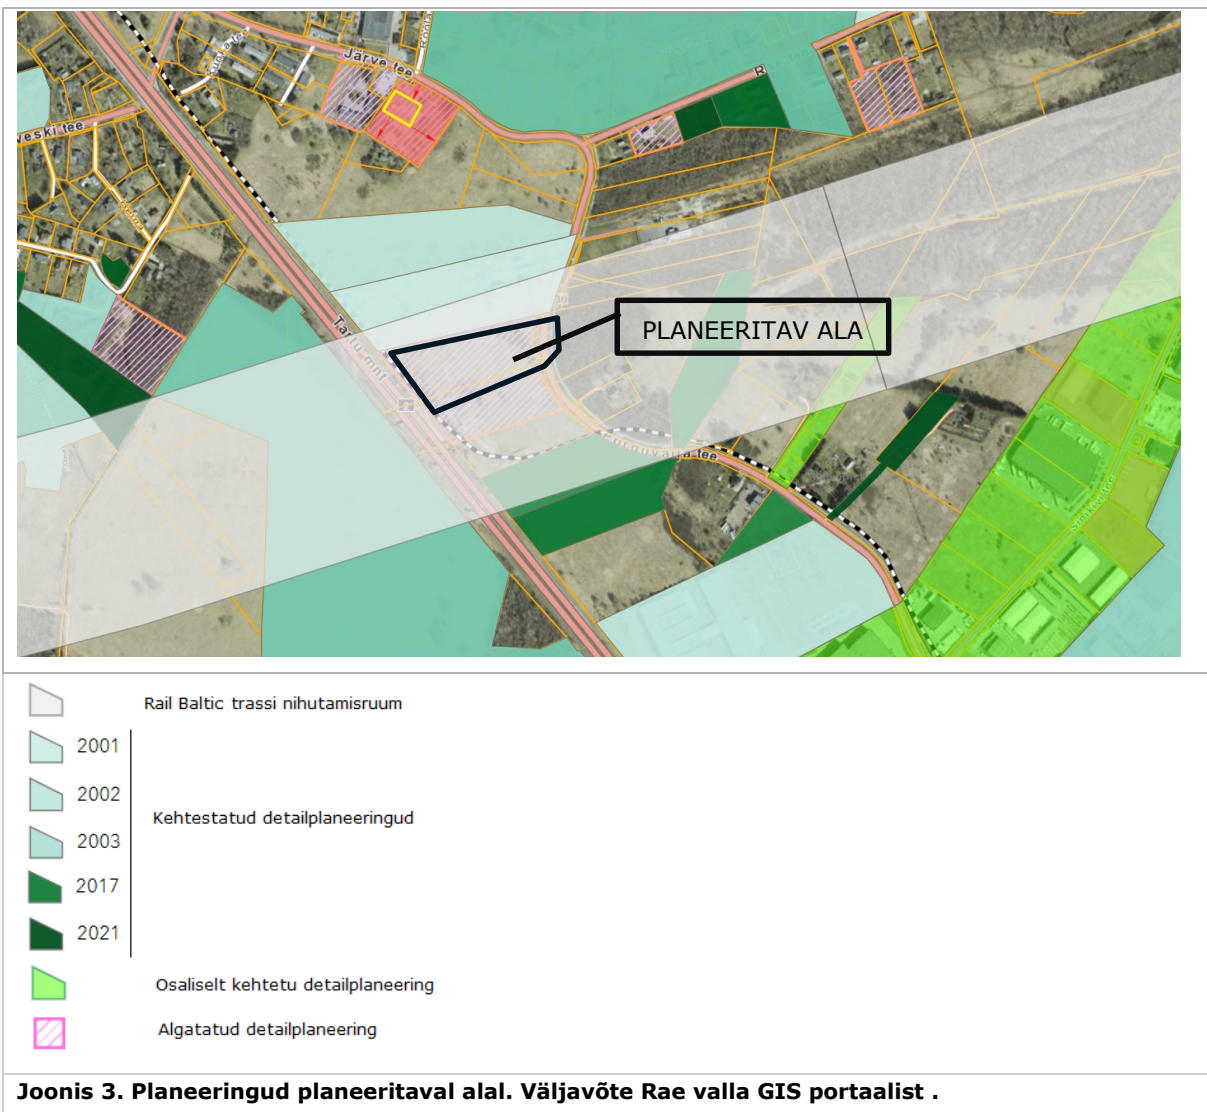 Järve tee
veski tee
Tartu mnt
PLANEERITAV ALA
R
Rail Baltic trassi nihutamisruum
2001
2002
2003
2017
2021
Kehtestatud detailplaneeringud
Osaliselt kehtetu detailplaneering
Algatatud detailplaneering
Joonis 3. Planeeringud planeeritaval alal. Väljavõte Rae valla GIS portaalist .